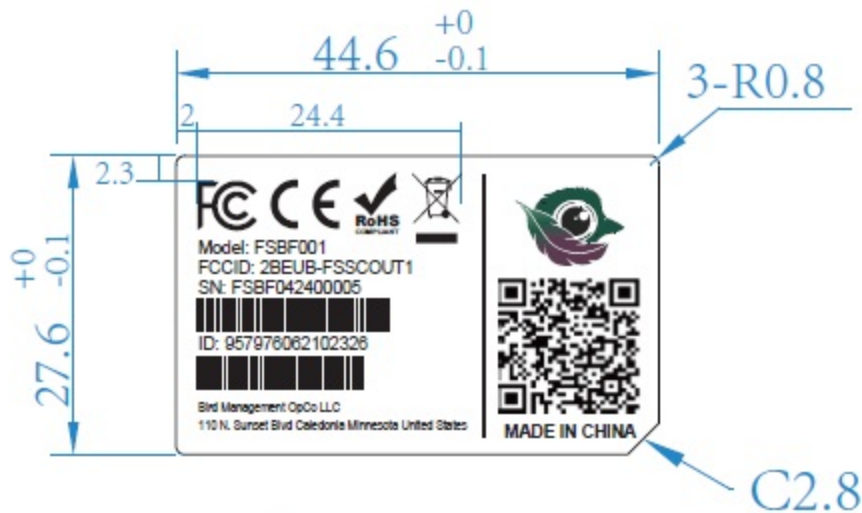 +0
44.6 -0.1
3-R0.8
2 24.4
2.3
+0
27.6 -0.1
FC CE RoHS
COMPLIANT
Model: FSBF001
FCCID: 2BEUB-FSSCOUT1
SN: FSBF042400005
ID: 957976062102326
Bird Management OpCo LLC
110 N. Sunset Blvd Caledonia Minnesota United States
MADE IN CHINA
C2.8